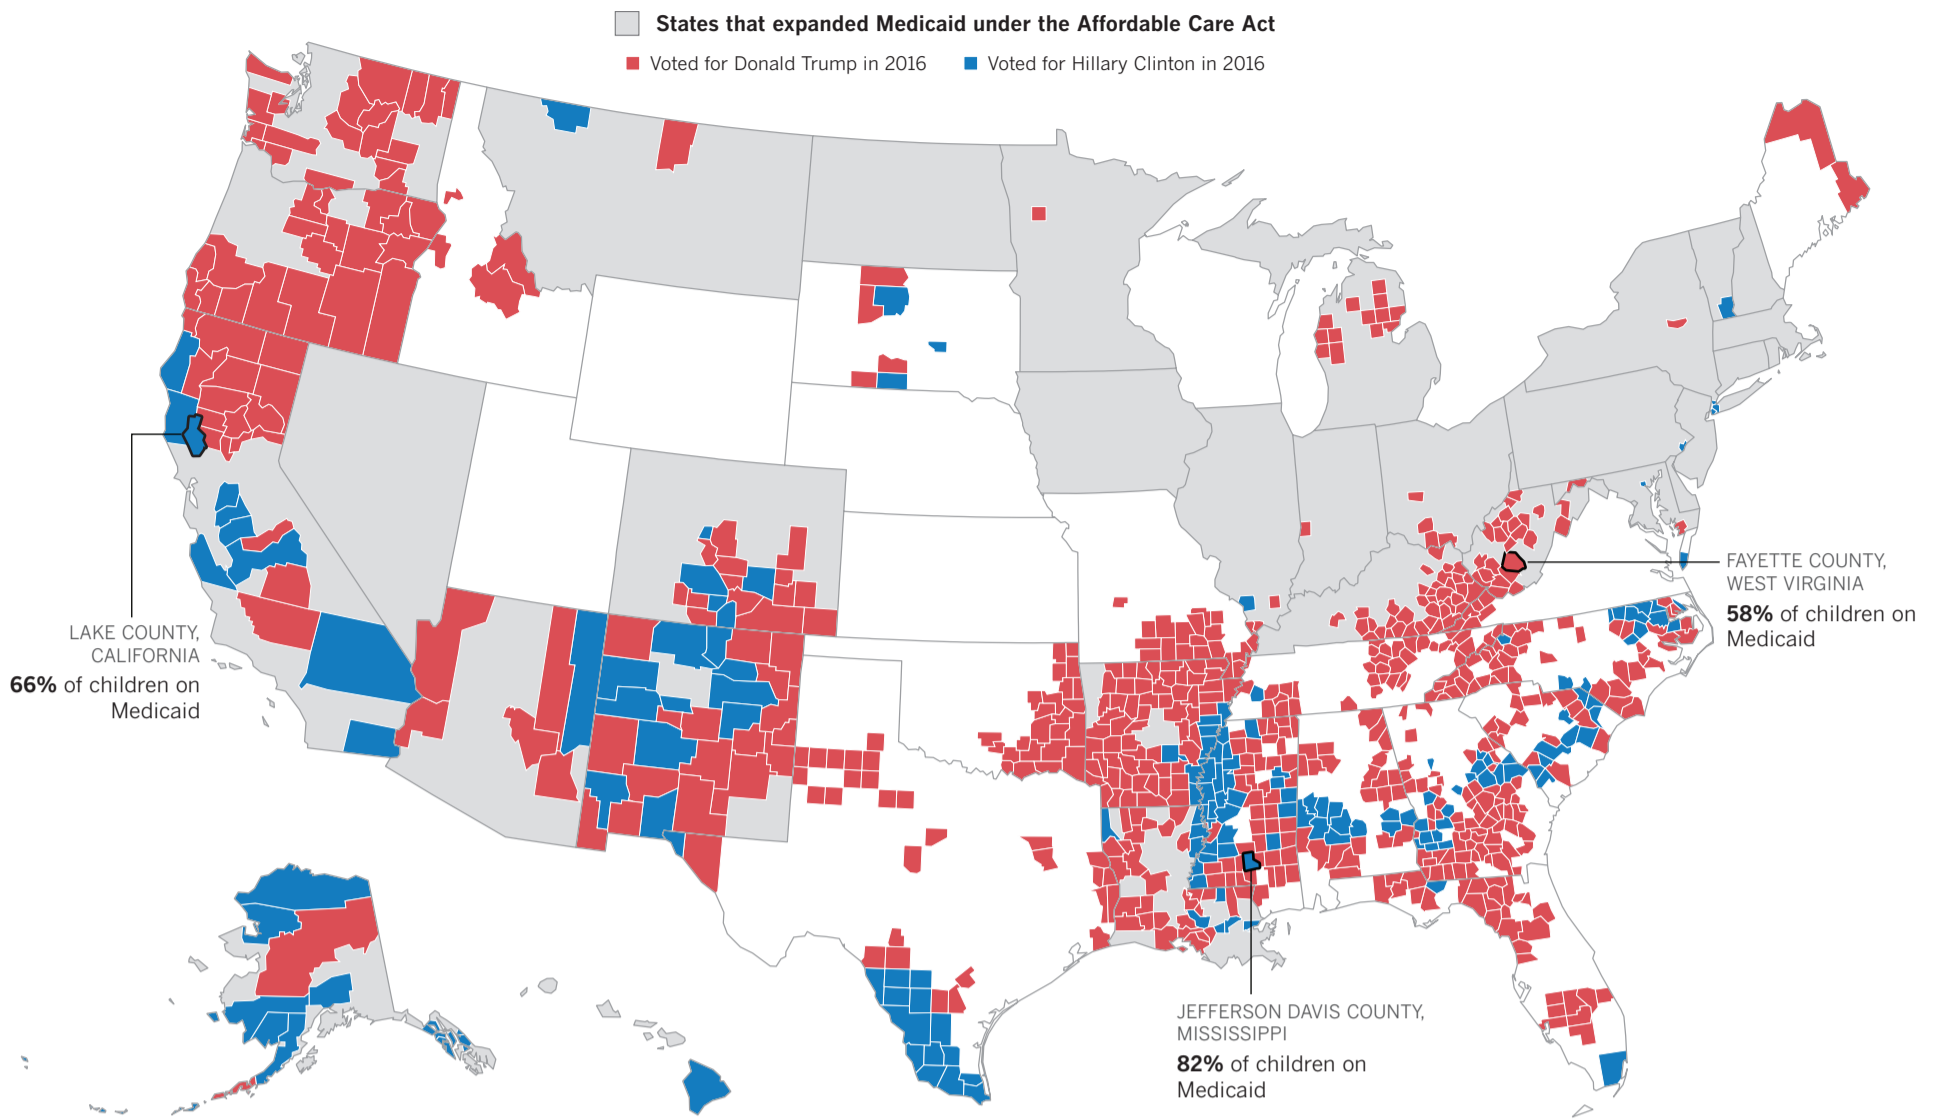 States that expanded Medicaid under the Affordable Care Act
Voted for Donald Trump in 2016
Voted for Hillary Clinton in 2016
LAKE COUNTY,
CALIFORNIA
66% of children on
Medicaid
FAYETTE COUNTY,
WEST VIRGINIA
58% of children on
Medicaid
JEFFERSON DAVIS COUNTY,
MISSISSIPPI
82% of children on
Medicaid